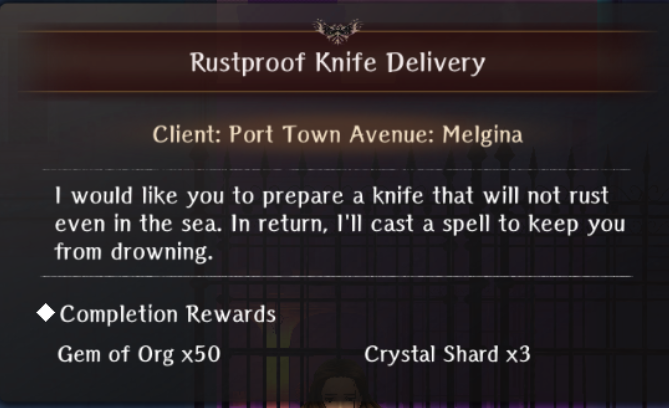 Rustproof Knife Delivery
Client: Port Town Avenue: Melgina
I would like you to prepare a knife that will not rust
even in the sea. In return, I'll cast a spell to keep you
from drowning.
◆Completion Rewards
Gem of Org x50
Crystal Shard x3